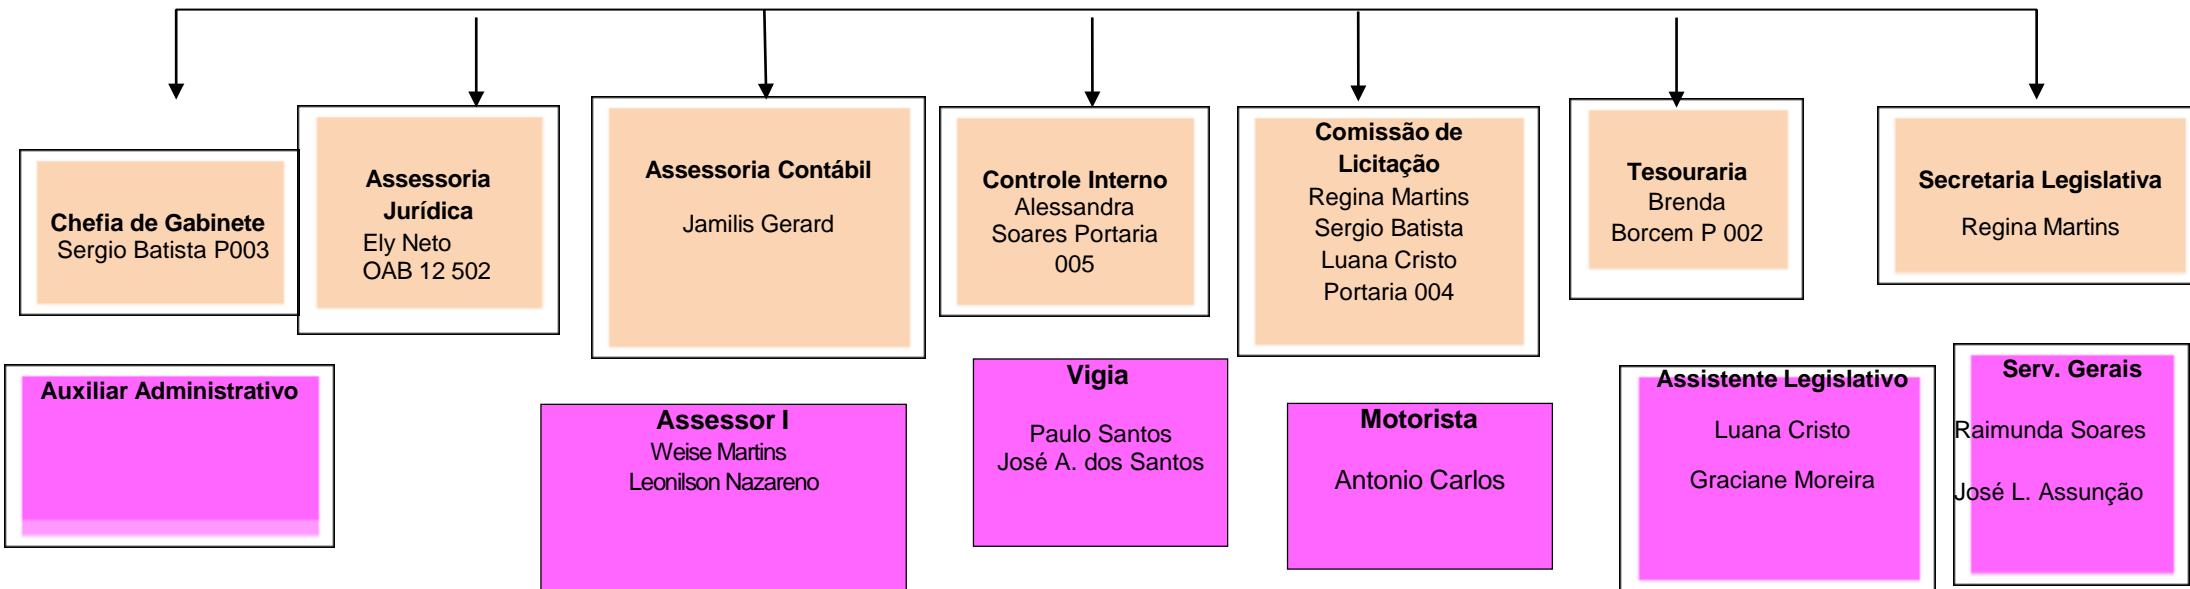 Chefia de Gabinete
Sergio Batista P003
Assessoria
Jurídica
Ely Neto
OAB 12 502
Assessoria Contábil
Jamilis Gerard
Controle Interno
Alessandra
Soares Portaria
005
Comissão de
Licitação
Regina Martins
Sergio Batista
Luana Cristo
Portaria 004
Tesouraria
Brenda
Borcem P 002
Secretaria Legislativa
Regina Martins
Auxiliar Administrativo
Assessor I
Weise Martins
Leonilson Nazareno
Vigia
Paulo Santos
José A. dos Santos
Motorista
Antonio Carlos
Assistente Legislativo
Luana Cristo
Graciane Moreira
Serv. Gerais
Raimunda Soares
José L. Assunção